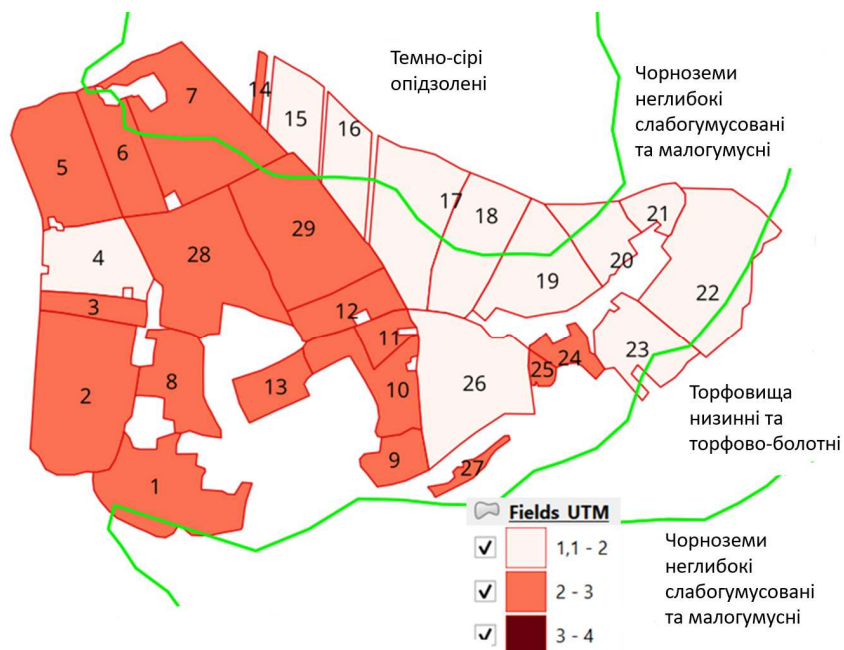 Темно-сірі
опідзолені
Чорноземи
неглибокі
слабогумусовані
та малогумусні
7
14
15
16
5
6
17
18
21
4
28
29
20
19
22
3
12
11
23
2
8
13
10
26
25
24
9
27
1
Торфовища
низинні та
торфово-болотні
Fields UTM
1,1 - 2
2 - 3
3 - 4
Чорноземи
неглибокі
слабогумусовані
та малогумусні